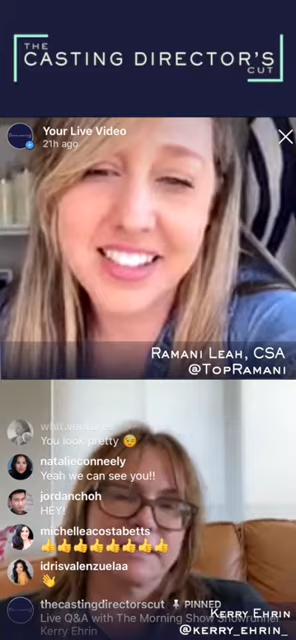 THE
CASTING DIRECTOR'S
CUT
Your Live Video
21h ago
RAMANI LEAH, CSA
@TOPRAMANI
You look pretty 😉
natalieconneely
Yeah we can see you!!
jordanchoh
HEY!
michelleacostabetts
👍👍👍👍👍👍👍👍
idrisvalenzuelaa
👋
thecastingdirectorscut 📌 PINNED
Live Q&A with The Morning Show Showrunner
Kerry Ehrin
KERRY EHRIN
@KERRY_EHRIN_